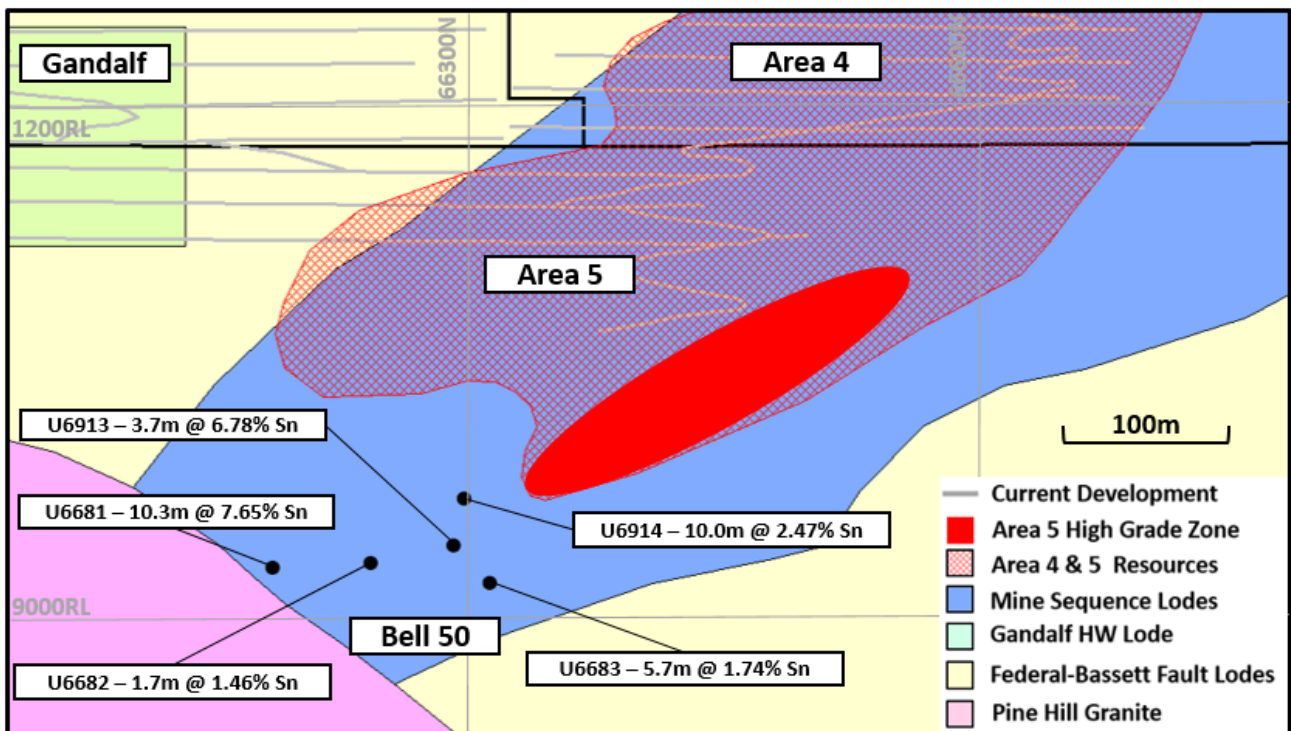 Gandalf
66300N
Area 4
1200RL
Area 5
100m
U6913 – 3.7m @ 6.78% Sn
U6681 – 10.3m @ 7.65% Sn
U6914 – 10.0m @ 2.47% Sn
9000RL
Bell 50
U6682 – 1.7m @ 1.46% Sn
U6683 – 5.7m @ 1.74% Sn
Current Development
Area 5 High Grade Zone
Area 4 & 5 Resources
Mine Sequence Lodes
Gandalf HW Lode
Federal-Bassett Fault Lodes
Pine Hill Granite